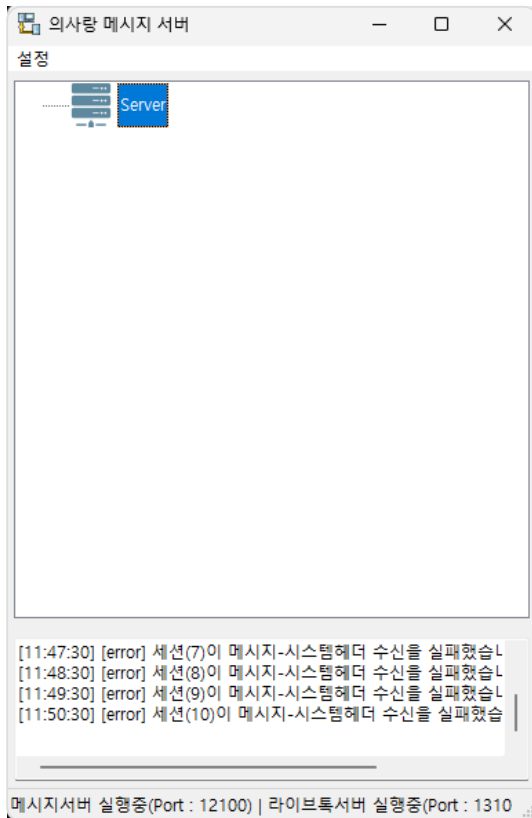 의사랑 메시지 서버
설정
Server
[11:47:30] [error] 세션(7)이 메시지-시스템헤더 수신을 실패했습니
[11:48:30] [error] 세션(8)이 메시지-시스템헤더 수신을 실패했습니
[11:49:30] [error] 세션(9)이 메시지-시스템헤더 수신을 실패했습니
[11:50:30] [error] 세션(10)이 메시지-시스템헤더 수신을 실패했습
메시지서버 실행중(Port : 12100) | 라이브톡서버 실행중(Port : 1310